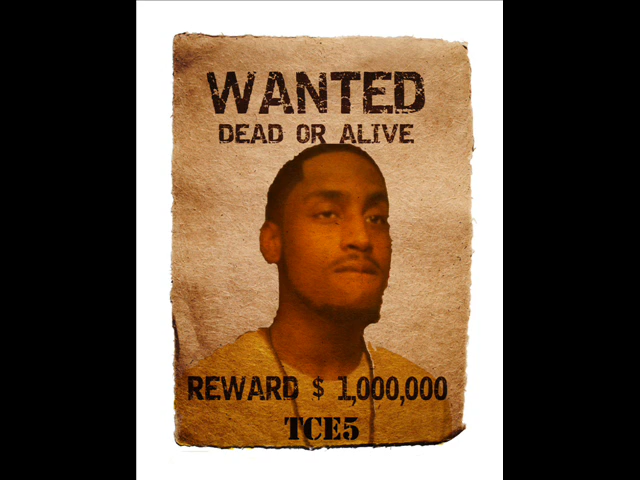 WANTED
DEAD OR ALIVE
REWARD $ 1,000,000
TCE5